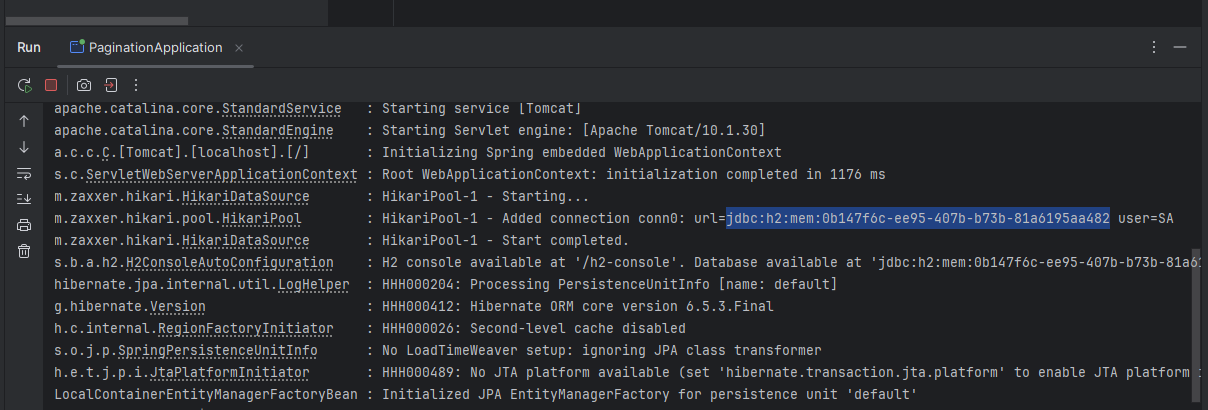 Run PaginationApplication
apache.catalina.core.StandardService : Starting service [Tomcat]
apache.catalina.core.StandardEngine : Starting Servlet engine: [Apache Tomcat/10.1.30]
a.c.c.C.[Tomcat].[localhost].[/] : Initializing Spring embedded WebApplicationContext
s.c.ServletWebServerApplicationContext : Root WebApplicationContext: initialization completed in 1176 ms
m.zaxxer.hikari.HikariDataSource : HikariPool-1 - Starting...
m.zaxxer.hikari.pool.HikariPool : HikariPool-1 - Added connection conn0: url=jdbc:h2:mem:0b147f6c-ee95-407b-b73b-81a6195aa482 user=SA
m.zaxxer.hikari.HikariDataSource : HikariPool-1 - Start completed.
s.b.a.h2.H2ConsoleAutoConfiguration : H2 console available at '/h2-console'. Database available at 'jdbc:h2:mem:0b147f6c-ee95-407b-b73b-81a61
hibernate.jpa.internal.util.LogHelper : HHH000204: Processing PersistenceUnitInfo [name: default]
g.hibernate.Version : HHH000412: Hibernate ORM core version 6.5.3.Final
h.c.internal.RegionFactoryInitiator : HHH000026: Second-level cache disabled
s.o.j.p.SpringPersistenceUnitInfo : No LoadTimeWeaver setup: ignoring JPA class transformer
h.e.t.j.p.i.JtaPlatformInitiator : HHH000489: No JTA platform available (set 'hibernate.transaction.jta.platform' to enable JTA platform
LocalContainerEntityManagerFactoryBean : Initialized JPA EntityManagerFactory for persistence unit 'default'